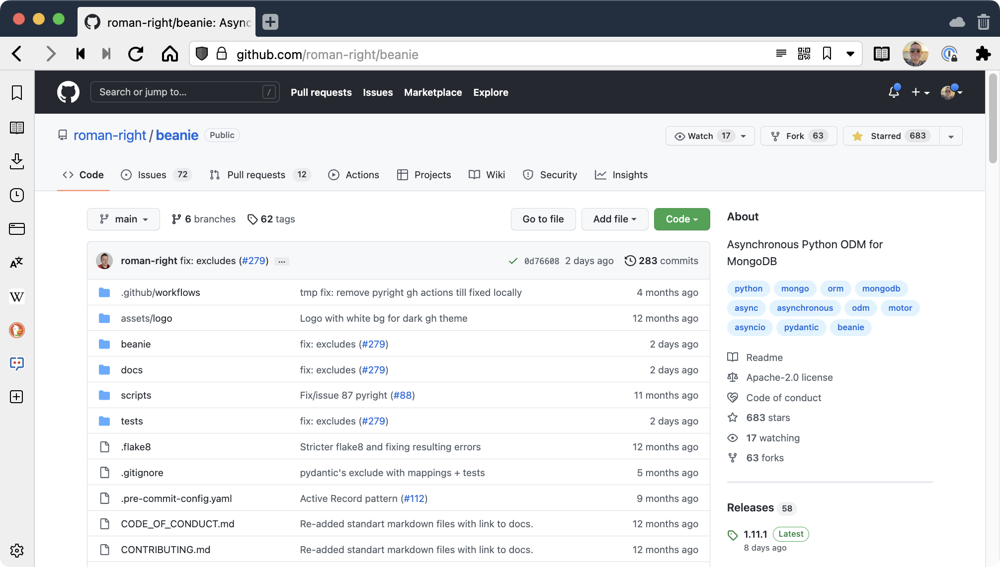 roman-right/beanie: Async
github.com/roman-right/beanie
Search or jump to... /
Pull requests Issues Marketplace Explore
roman-right / beanie Public
Watch 17 Fork 63 Starred 683
Code Issues 72 Pull requests 12 Actions Projects Wiki Security Insights
main 6 branches 62 tags Go to file Add file Code
roman-right fix: excludes (#279) ... 0d76608 2 days ago 283 commits
.github/workflows tmp fix: remove pyright gh actions till fixed locally 4 months ago
assets/logo Logo with white bg for dark gh theme 12 months ago
beanie fix: excludes (#279) 2 days ago
docs fix: excludes (#279) 2 days ago
scripts Fix/issue 87 pyright (#88) 11 months ago
tests fix: excludes (#279) 2 days ago
.flake8 Stricter flake8 and fixing resulting errors 12 months ago
.gitignore pydantic's exclude with mappings + tests 5 months ago
.pre-commit-config.yaml Active Record pattern (#112) 9 months ago
CODE_OF_CONDUCT.md Re-added standart markdown files with link to docs. 12 months ago
CONTRIBUTING.md Re-added standart markdown files with link to docs. 12 months ago
About
Asynchronous Python ODM for
MongoDB
python mongo orm mongodb
async asynchronous odm motor
asyncio pydantic beanie
Readme
Apache-2.0 license
Code of conduct
683 stars
17 watching
63 forks
Releases 58
1.11.1 Latest
8 days ago
W